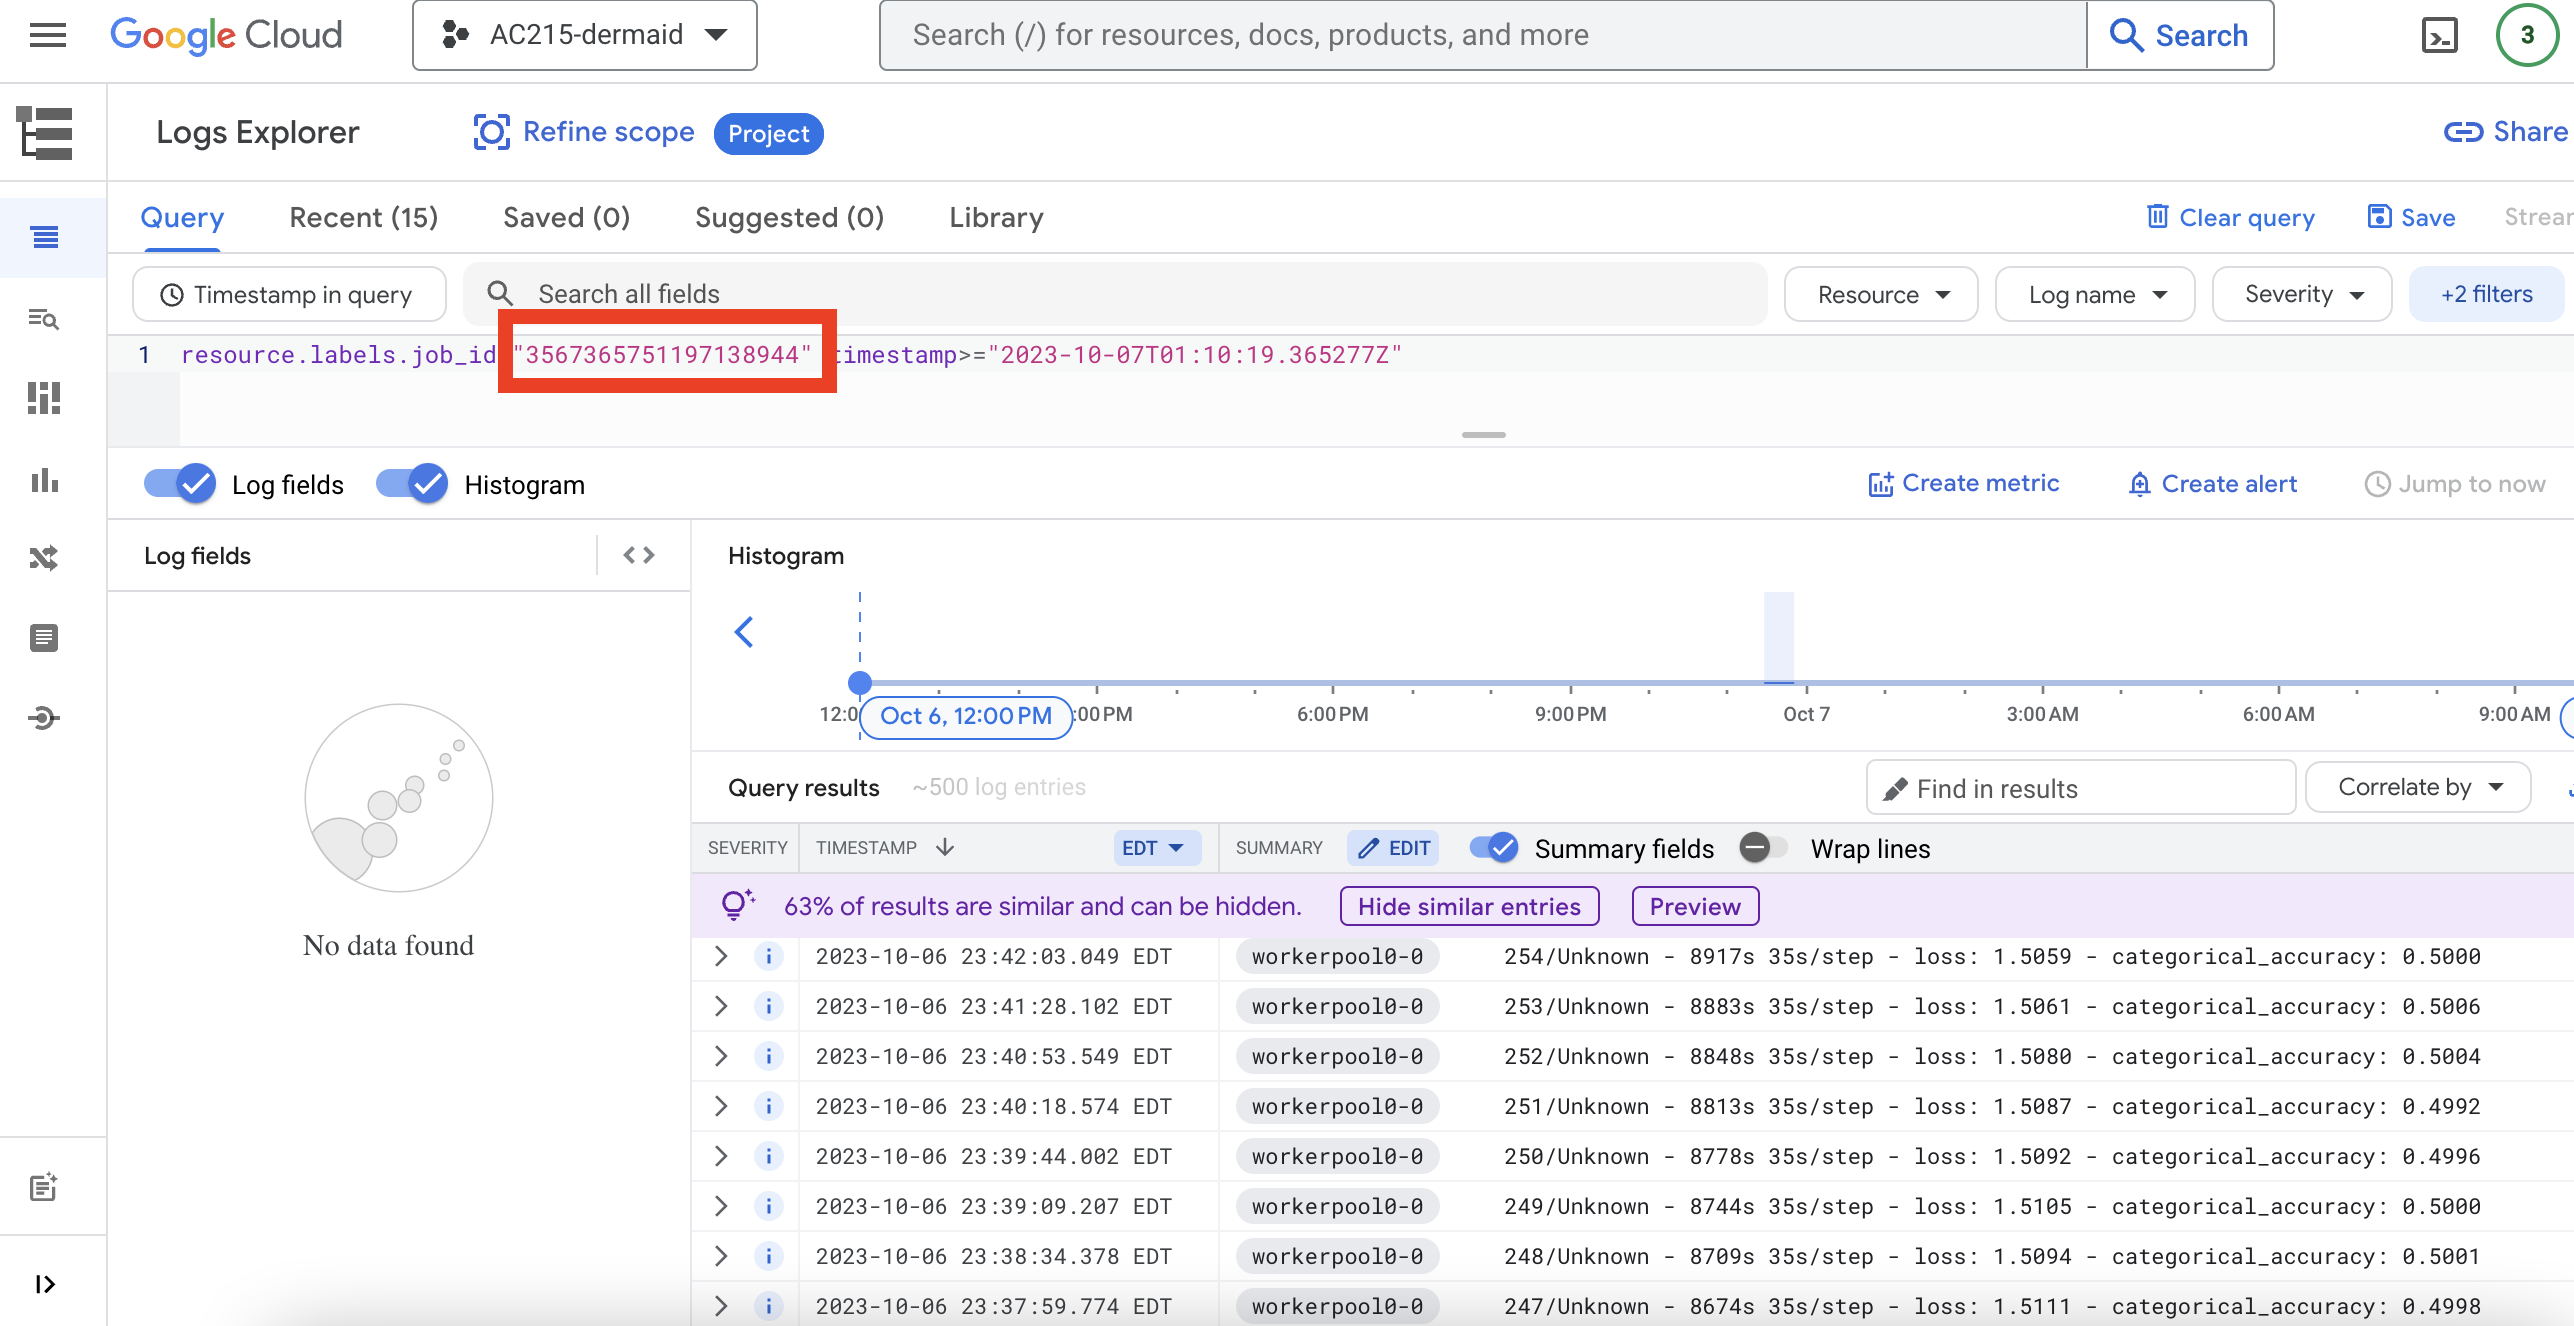 Google Cloud AC215-dermaid Search (/) for resources, docs, products, and more Search 3
Logs Explorer Refine scope Project Share
Query Recent (15) Saved (0) Suggested (0) Library Clear query Save Strear
Timestamp in query Search all fields Resource Log name Severity +2 filters
1 resource.labels.job_id "3567365751197138944" timestamp>="2023-10-07T01:10:19.365277Z"
Log fields Histogram Create metric Create alert Jump to now
Log fields Histogram
12:0 Oct 6, 12:00 PM :00 PM 6:00 PM 9:00 PM Oct 7 3:00 AM 6:00 AM 9:00 AM
Query results ~500 log entries Find in results Correlate by
SEVERITY TIMESTAMP EDT SUMMARY EDIT Summary fields Wrap lines
63% of results are similar and can be hidden. Hide similar entries Preview
No data found
i 2023-10-06 23:42:03.049 EDT workerpool0-0 254/Unknown - 8917s 35s/step - loss: 1.5059 - categorical_accuracy: 0.5000
i 2023-10-06 23:41:28.102 EDT workerpool0-0 253/Unknown - 8883s 35s/step - loss: 1.5061 - categorical_accuracy: 0.5006
i 2023-10-06 23:40:53.549 EDT workerpool0-0 252/Unknown - 8848s 35s/step - loss: 1.5080 - categorical_accuracy: 0.5004
i 2023-10-06 23:40:18.574 EDT workerpool0-0 251/Unknown - 8813s 35s/step - loss: 1.5087 - categorical_accuracy: 0.4992
i 2023-10-06 23:39:44.002 EDT workerpool0-0 250/Unknown - 8778s 35s/step - loss: 1.5092 - categorical_accuracy: 0.4996
i 2023-10-06 23:39:09.207 EDT workerpool0-0 249/Unknown - 8744s 35s/step - loss: 1.5105 - categorical_accuracy: 0.5000
i 2023-10-06 23:38:34.378 EDT workerpool0-0 248/Unknown - 8709s 35s/step - loss: 1.5094 - categorical_accuracy: 0.5001
i 2023-10-06 23:37:59.774 EDT workerpool0-0 247/Unknown - 8674s 35s/step - loss: 1.5111 - categorical_accuracy: 0.4998